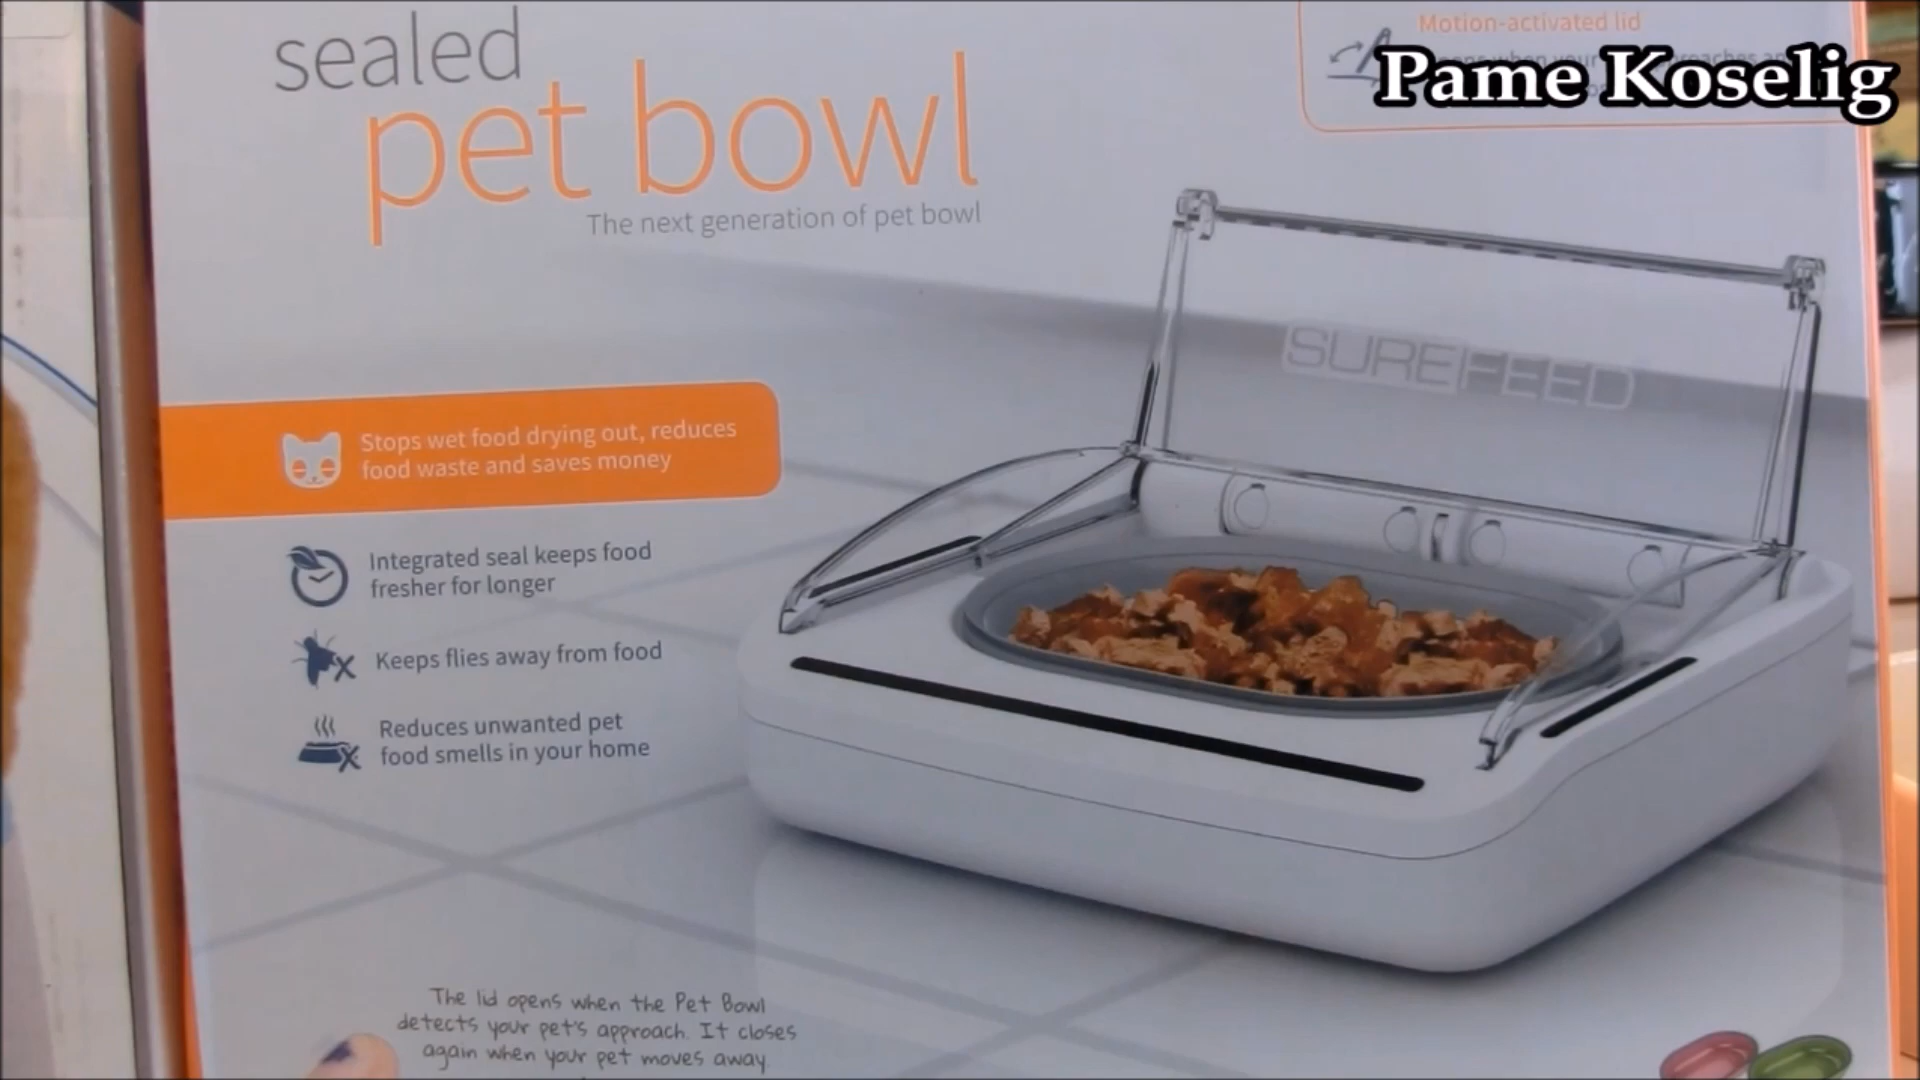 sealed
pet bowl
The next generation of pet bowl
Motion-activated lid
Pame Koselig
SUREFEED
Stops wet food drying out, reduces
food waste and saves money
Integrated seal keeps food
fresher for longer
Keeps flies away from food
Reduces unwanted pet
food smells in your home
The lid opens when the Pet Bowl
detects your pet's approach. It closes
again when your pet moves away.